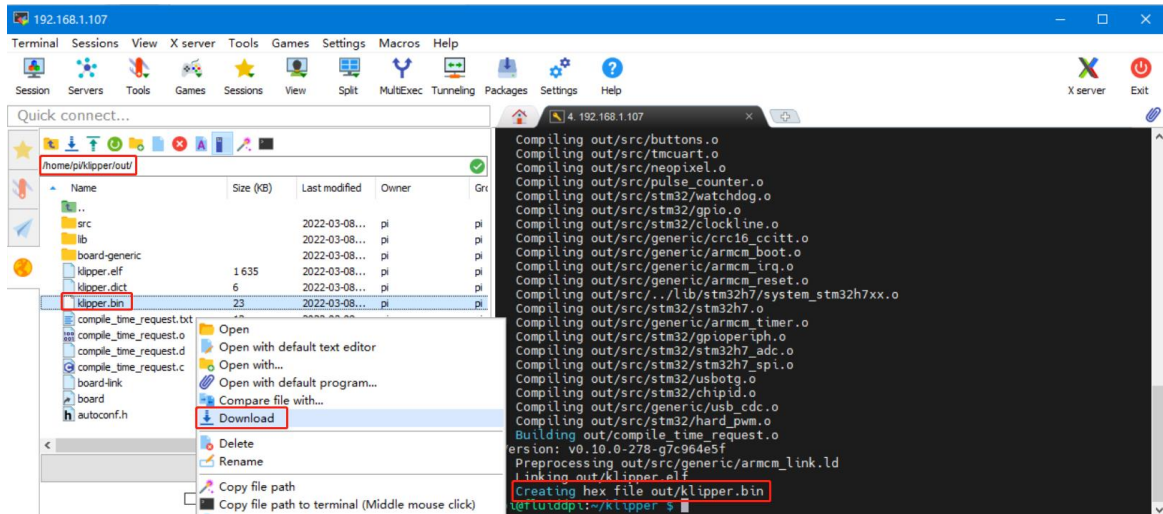 192.168.1.107
Terminal Sessions View X server Tools Games Settings Macros Help
Session Servers Tools Games Sessions View Split MultiExec Tunneling Packages Settings Help X server Exit
Quick connect...
4. 192.168.1.107
/home/pi/klipper/out/
Name Size (KB) Last modified Owner Grc
..
src 2022-03-08... pi pi
lib 2022-03-08... pi pi
board-generic 2022-03-08... pi pi
klipper.elf 1 635 2022-03-08... pi pi
klipper.dict 6 2022-03-08... pi pi
klipper.bin 23 2022-03-08... pi pi
compile_time_request.txt
compile_time_request.o
compile_time_request.d
compile_time_request.c
board-link
board
autoconf.h
Open
Open with default text editor
Open with...
Open with default program...
Compare file with...
Download
Delete
Rename
Copy file path
Copy file path to terminal (Middle mouse click)
Compiling out/src/buttons.o
Compiling out/src/tmcuart.o
Compiling out/src/neopixel.o
Compiling out/src/pulse_counter.o
Compiling out/src/stm32/watchdog.o
Compiling out/src/stm32/gpio.o
Compiling out/src/stm32/clockline.o
Compiling out/src/generic/crc16_ccitt.o
Compiling out/src/generic/armcm_boot.o
Compiling out/src/generic/armcm_irq.o
Compiling out/src/generic/armcm_reset.o
Compiling out/src/../lib/stm32h7/system_stm32h7xx.o
Compiling out/src/stm32/stm32h7.o
Compiling out/src/generic/armcm_timer.o
Compiling out/src/stm32/gpioperiph.o
Compiling out/src/stm32/stm32h7_adc.o
Compiling out/src/stm32/stm32h7_spi.o
Compiling out/src/stm32/usbotg.o
Compiling out/src/stm32/chipid.o
Compiling out/src/generic/usb_cdc.o
Compiling out/src/stm32/hard_pwm.o
Building out/compile_time_request.o
ersion: v0.10.0-278-g7c964e5f
Preprocessing out/src/generic/armcm_link.ld
Linking out/klipper.elf
Creating hex file out/klipper.bin
i@fluiddpi:~/klipper $